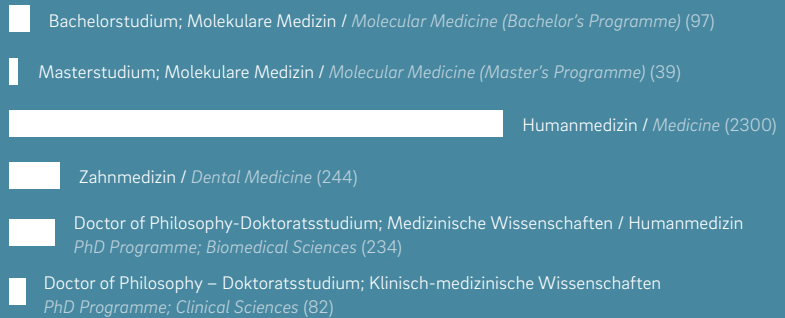 Bachelorstudium; Molekulare Medizin / Molecular Medicine (Bachelor's Programme) (97)
Masterstudium; Molekulare Medizin / Molecular Medicine (Master's Programme) (39)
Humanmedizin / Medicine (2300)
Zahnmedizin / Dental Medicine (244)
Doctor of Philosophy-Doktoratsstudium; Medizinische Wissenschaften / Humanmedizin
PhD Programme; Biomedical Sciences (234)
Doctor of Philosophy – Doktoratsstudium; Klinisch-medizinische Wissenschaften
PhD Programme; Clinical Sciences (82)